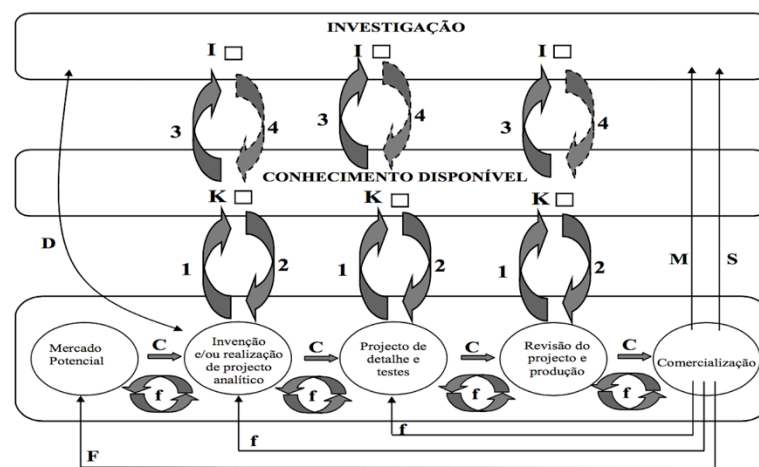 INVESTIGAÇÃO
I I I
3 4 3 4 3 4
CONHECIMENTO DISPONÍVEL
K K K
D
1 2 1 2 1 2
M S
Mercado
Potencial
C
Invenção
e/ou realização
de projecto
analítico
C
Projecto de
detalhe e
testes
C
Revisão do
projecto e
produção
C
Comercialização
f f f f
F f f